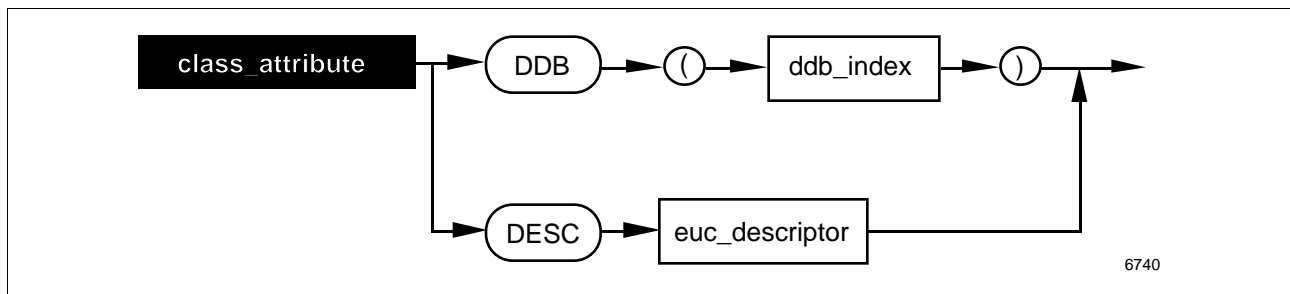 class_attribute DDB ( ddb_index )
DESC euc_descriptor
6740